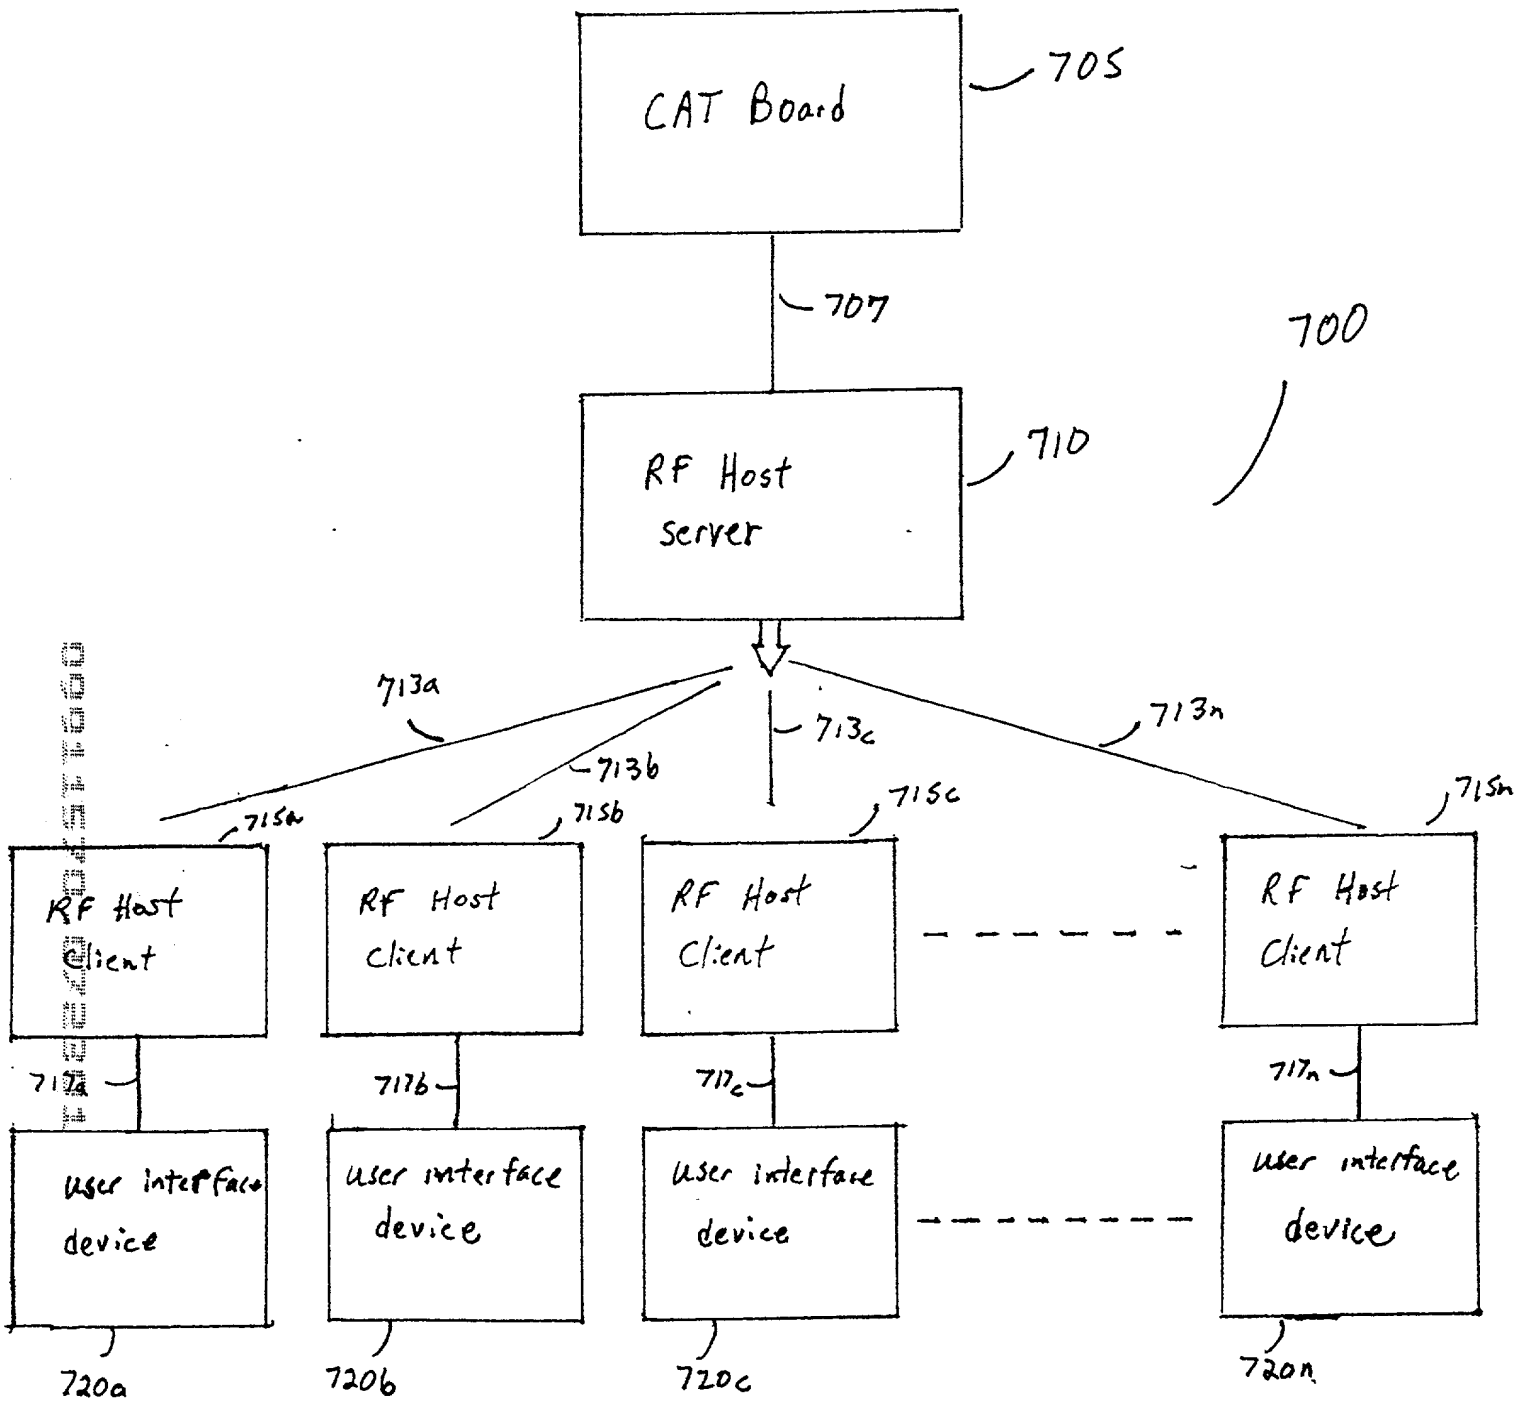 CAT Board
705
707
700
RF Host
server
710
713a
713b
713c
713n
715a
715b
715c
715n
RF Host
client
RF Host
client
RF Host
Client
RF Host
Client
717a
717b
717c
717n
user interface
device
user interface
device
user interface
device
user interface
device
720a
720b
720c
720n